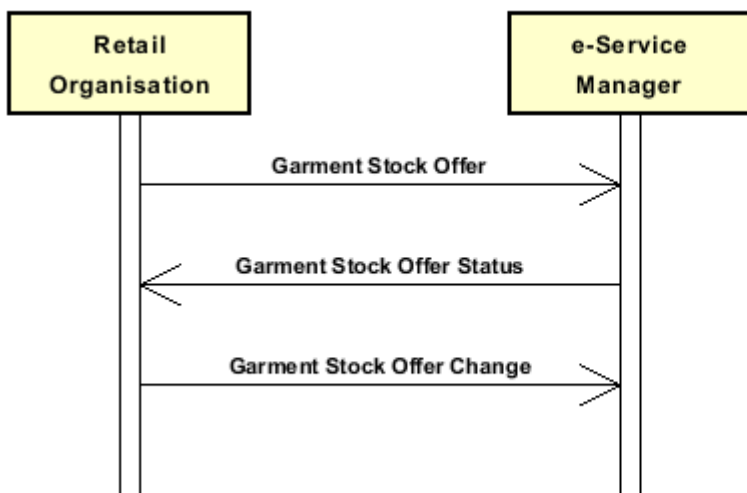 Retail
Organisation
e-Service
Manager
Garment Stock Offer
Garment Stock Offer Status
Garment Stock Offer Change